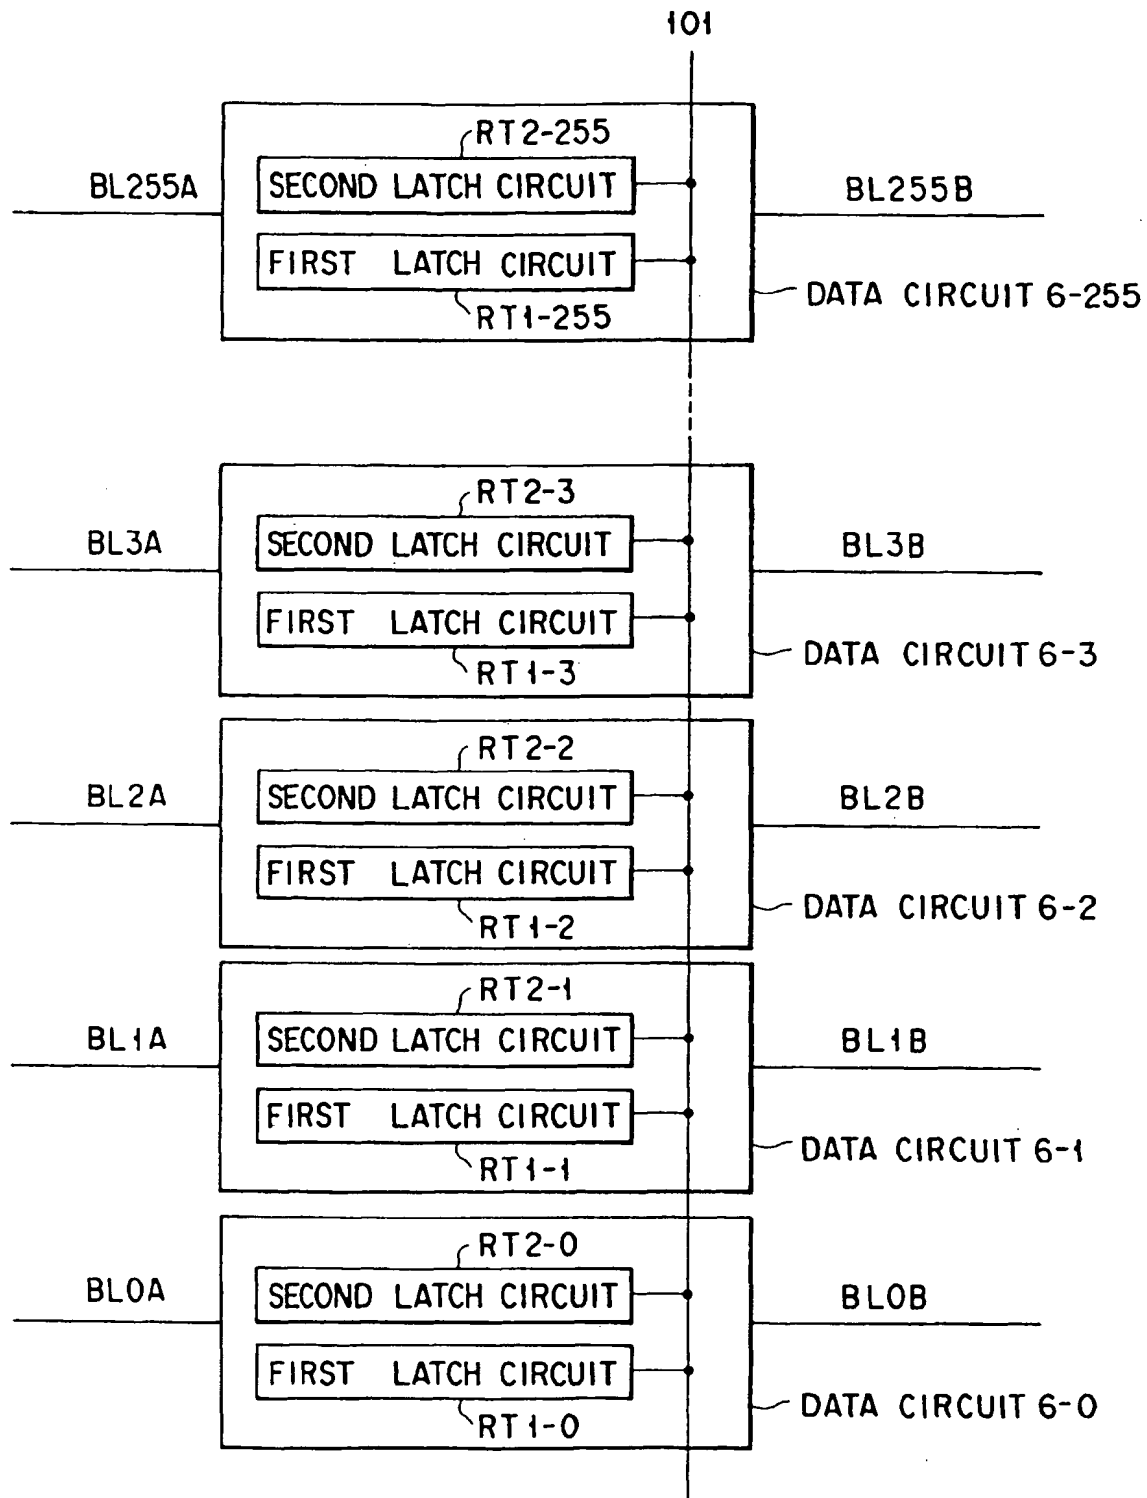 101
RT2-255
BL255A
SECOND LATCH CIRCUIT
BL255B
FIRST LATCH CIRCUIT
DATA CIRCUIT 6-255
RT1-255
RT2-3
BL3A
SECOND LATCH CIRCUIT
BL3B
FIRST LATCH CIRCUIT
DATA CIRCUIT 6-3
RT1-3
RT2-2
BL2A
SECOND LATCH CIRCUIT
BL2B
FIRST LATCH CIRCUIT
DATA CIRCUIT 6-2
RT1-2
RT2-1
BL1A
SECOND LATCH CIRCUIT
BL1B
FIRST LATCH CIRCUIT
DATA CIRCUIT 6-1
RT1-1
RT2-0
BL0A
SECOND LATCH CIRCUIT
BL0B
FIRST LATCH CIRCUIT
DATA CIRCUIT 6-0
RT1-0